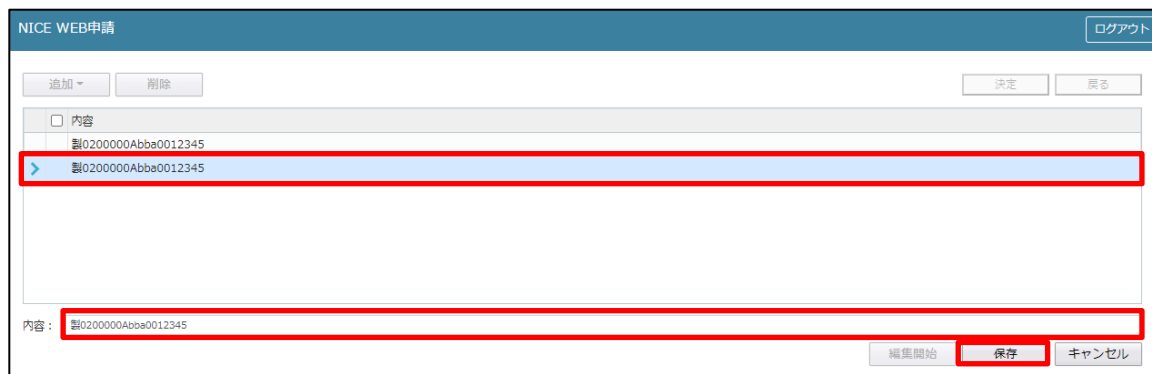 NICE WEB申請 ログアウト
追加 削除 決定 戻る
内容
製0200000Abba0012345
製0200000Abba0012345
内容： 製0200000Abba0012345
編集開始 保存 キャンセル